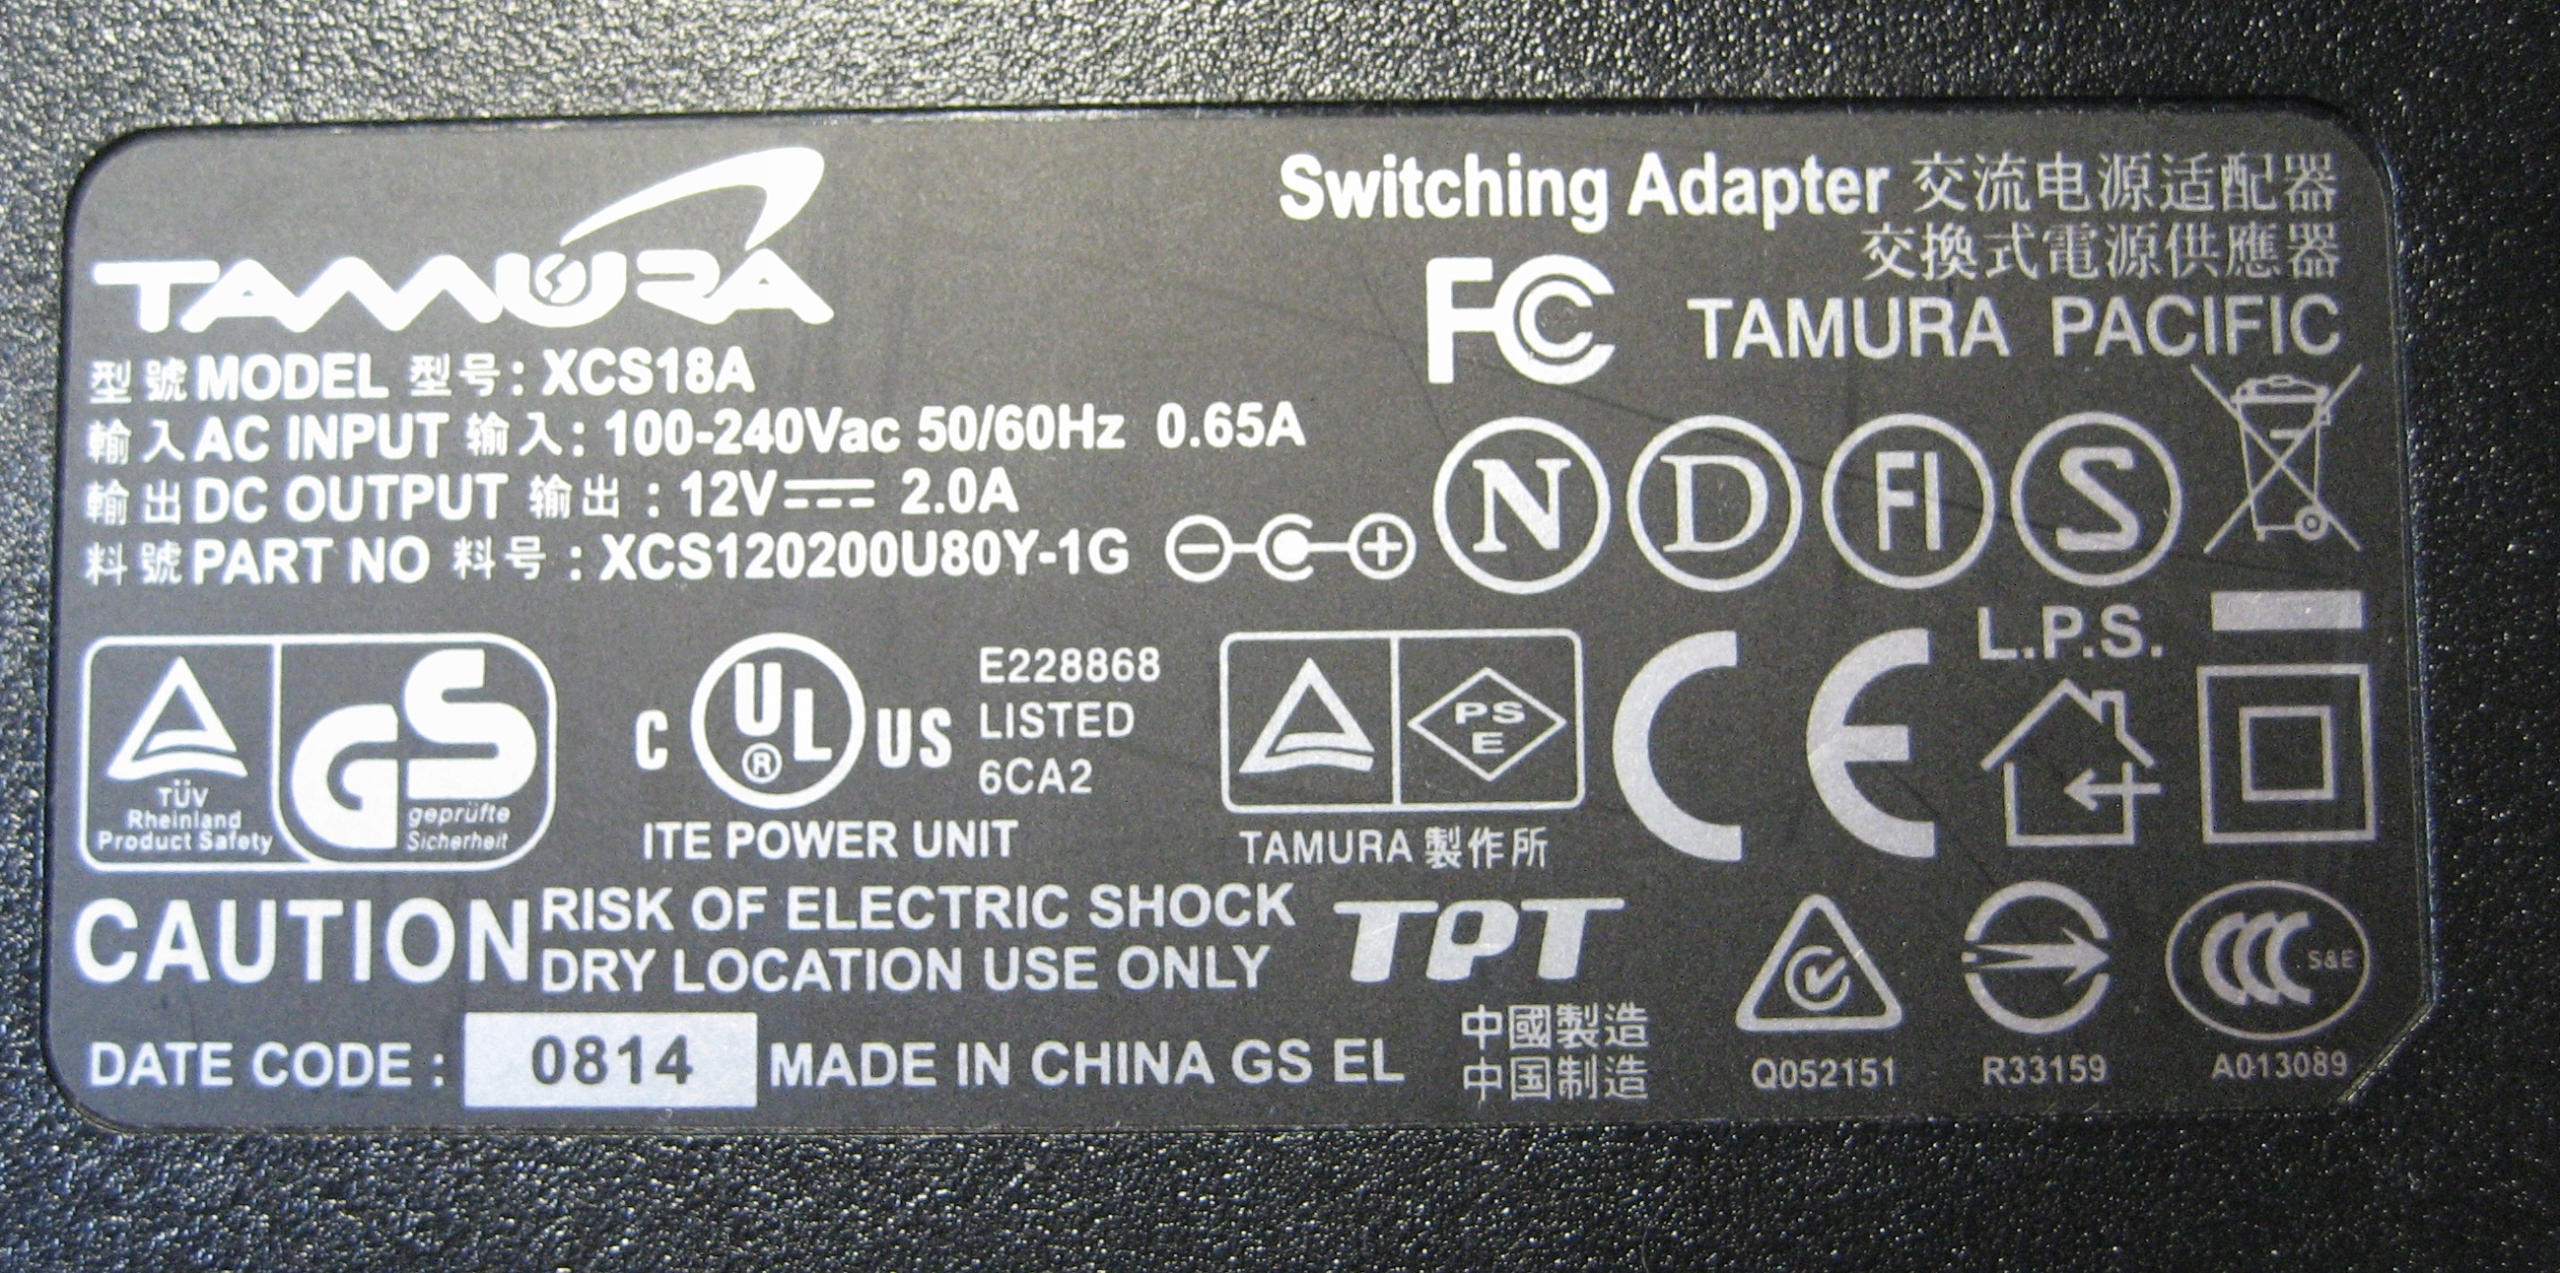 TAMURA
Switching Adapter 交流电源适配器
交換式電源供應器
FC
TAMURA PACIFIC
型號 MODEL 型号: XCS18A
輸入 AC INPUT 输入: 100-240Vac 50/60Hz 0.65A
輸出 DC OUTPUT 输出: 12V 2.0A
料號 PART NO 料号: XCS120200U80Y-1G
N D FI S
TÜV
Rheinland
Product Safety
GS
geprüfte
Sicherheit
C UL® US
E228868
LISTED
6CA2
ITE POWER UNIT
PS
E
TAMURA 製作所
CE
L.P.S.
CAUTION
RISK OF ELECTRIC SHOCK
DRY LOCATION USE ONLY
TPT
DATE CODE: 0814 MADE IN CHINA GS EL
中國製造
中国制造
Q052151
R33159
CCC S&E
A013089